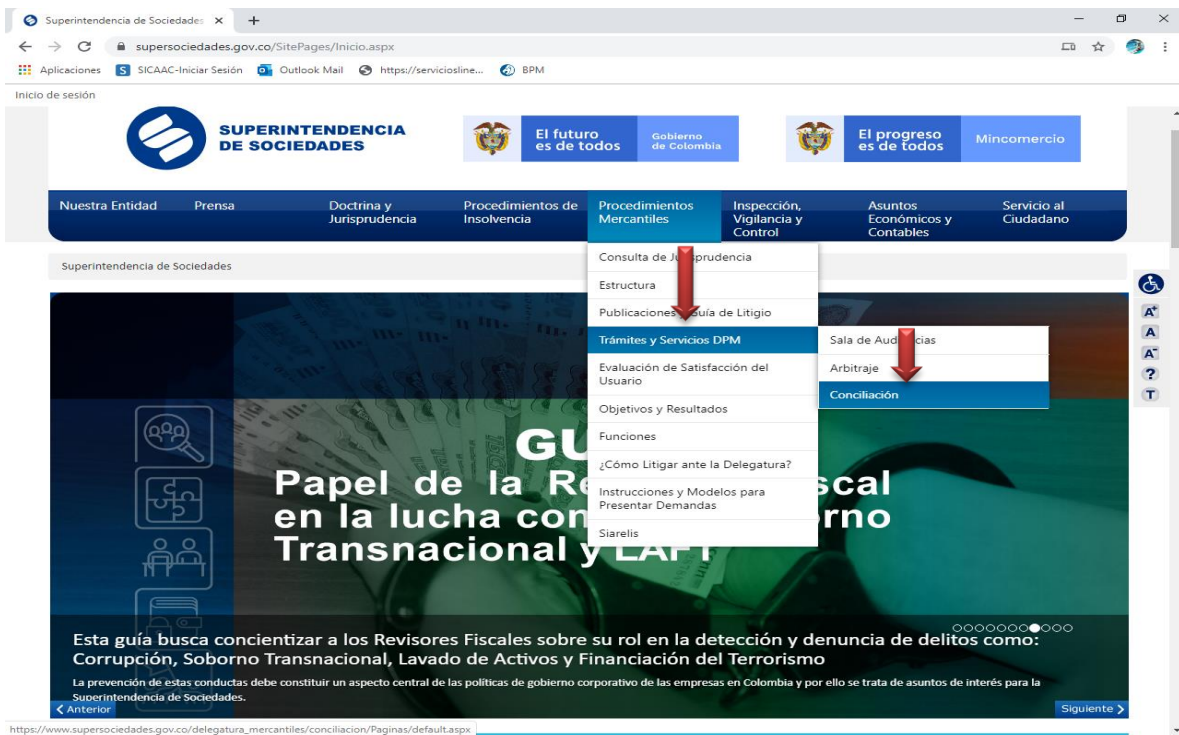 Superintendencia de Sociedades
supersociedades.gov.co/SitePages/Inicio.aspx
Aplicaciones SICAAC-Iniciar Sesión Outlook Mail https://serviciosline... BPM
Inicio de sesión
SUPERINTENDENCIA
DE SOCIEDADES
El futuro
es de todos
Gobierno
de Colombia
El progreso
es de todos
Mincomercio
Nuestra Entidad
Prensa
Doctrina y
Jurisprudencia
Procedimientos de
Insolvencia
Procedimientos
Mercantiles
Inspección,
Vigilancia y
Control
Asuntos
Económicos y
Contables
Servicio al
Ciudadano
Superintendencia de Sociedades
Consulta de Jurisprudencia
Estructura
Publicaciones y Guía de Litigio
Trámites y Servicios DPM
Evaluación de Satisfacción del
Usuario
Objetivos y Resultados
Funciones
¿Cómo Litigar ante la Delegatura?
Instrucciones y Modelos para
Presentar Demandas
Siarelis
Sala de Audiencias
Arbitraje
Conciliación
A+
A
A-
?
T
GU
Papel de la Re scal
en la lucha con rno
Transnacional y LAFT
Esta guía busca concientizar a los Revisores Fiscales sobre su rol en la detección y denuncia de delitos como:
Corrupción, Soborno Transnacional, Lavado de Activos y Financiación del Terrorismo
La prevención de estas conductas debe constituir un aspecto central de las políticas de gobierno corporativo de las empresas en Colombia y por ello se trata de asuntos de interés para la
Superintendencia de Sociedades.
Anterior
Siguiente
https://www.supersociedades.gov.co/delegatura_mercantiles/conciliacion/Paginas/default.aspx